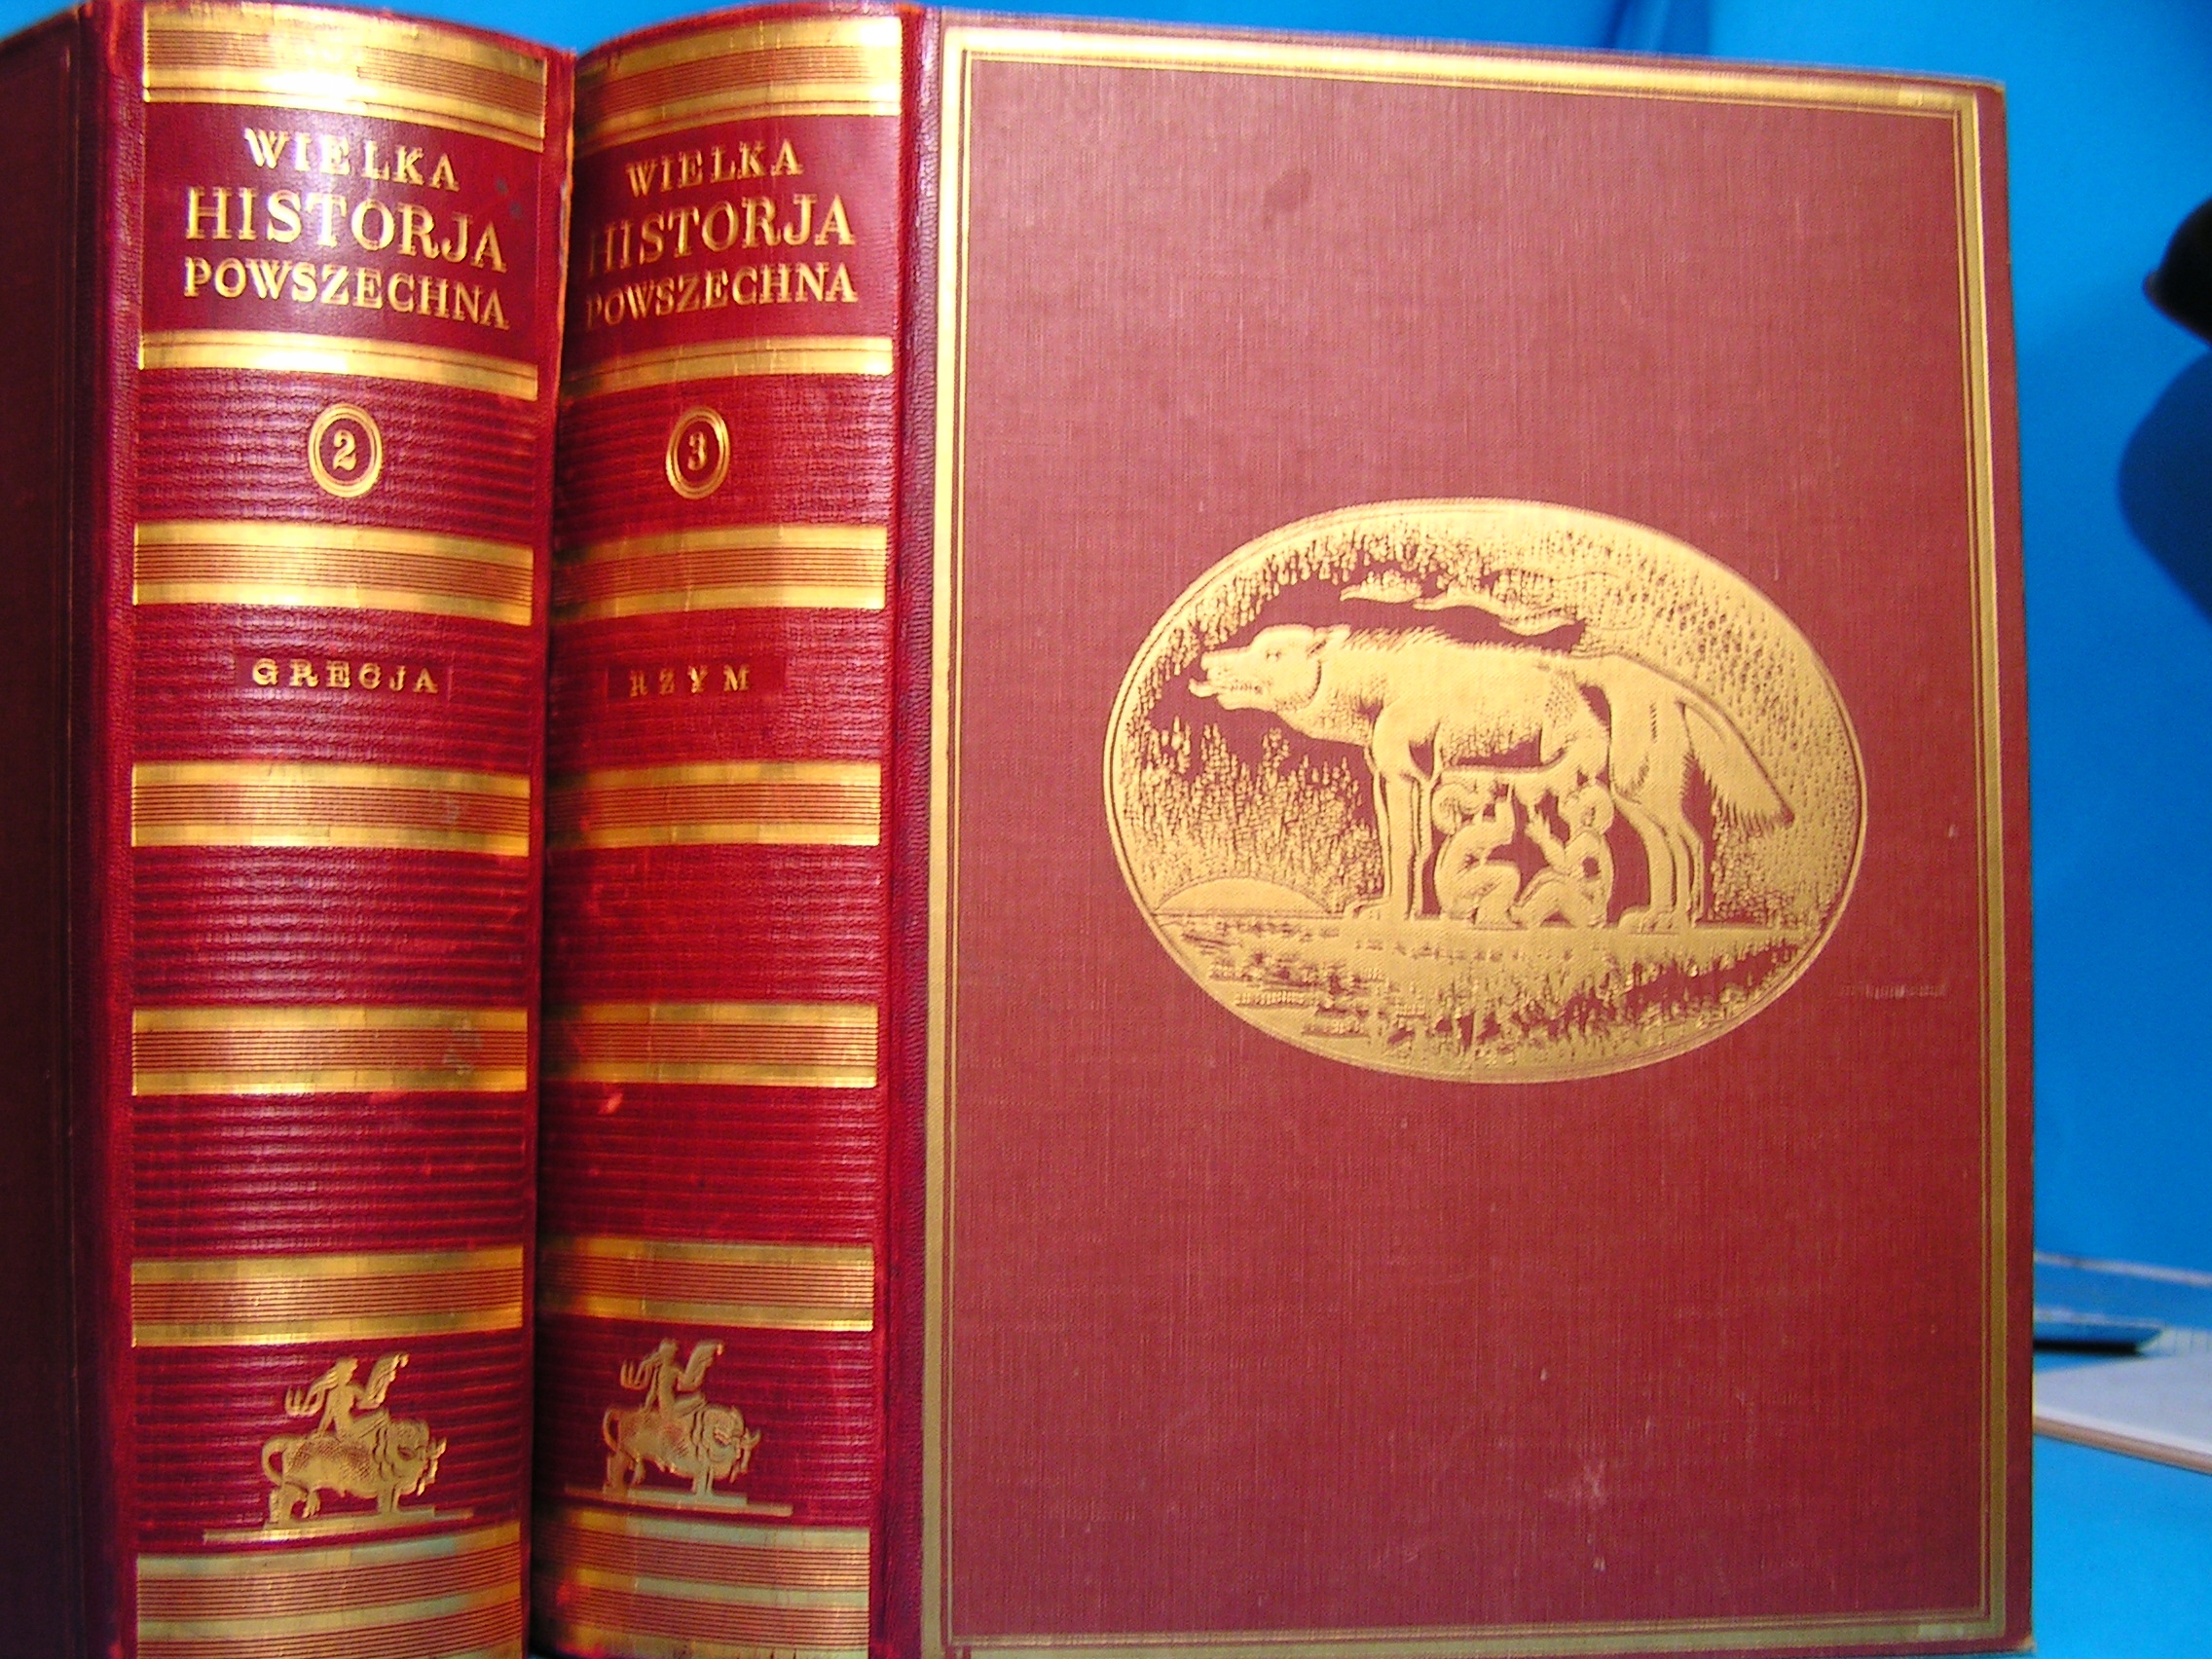 WIELKA
HISTORJA
POWSZECHNA
2
GRECJA
WIELKA
HISTORJA
POWSZECHNA
3
RZYM